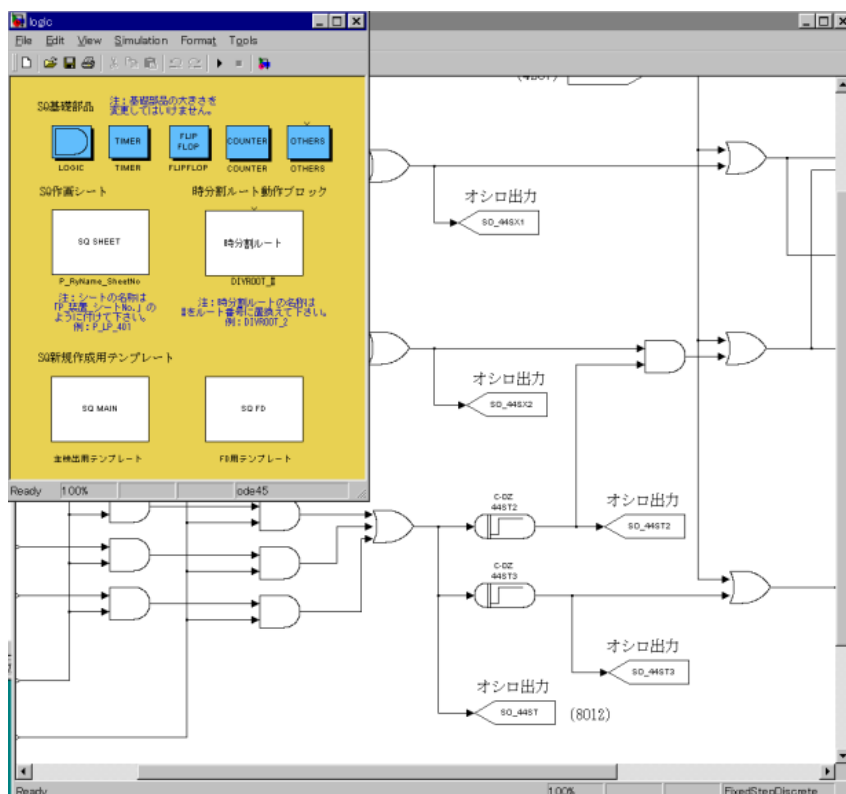 logic
File Edit View Simulation Format Tools
SQ基礎部品
注：基礎部品の大きさを
変更してはいけません。
LOGIC
TIMER
TIMER
FLIP
FLOP
FLIPFLOP
COUNTER
COUNTER
OTHERS
OTHERS
SQ作画シート
時分割ルート動作ブロック
SQ SHEET
P_RyName_SheetNo
時分割ルート
注：シートの名称は
「P_装置_シートNo.」の
ように付けて下さい。
例：P_LP_401
注：時分割ルートの名称は
をルート番号に置換えて下さい。
例：DIVROOT_2
SQ新規作成用テンプレート
SQ MAIN
主検出用テンプレート
SQ FD
FD用テンプレート
Ready 100% ode45
オシロ出力
SO_44SX1
オシロ出力
SO_44SX2
C-DZ
44ST2
オシロ出力
SO_44ST2
C-DZ
44ST3
オシロ出力
SO_44ST3
オシロ出力
SO_44ST
(8012)
Ready 100% FixedStepDiscrete